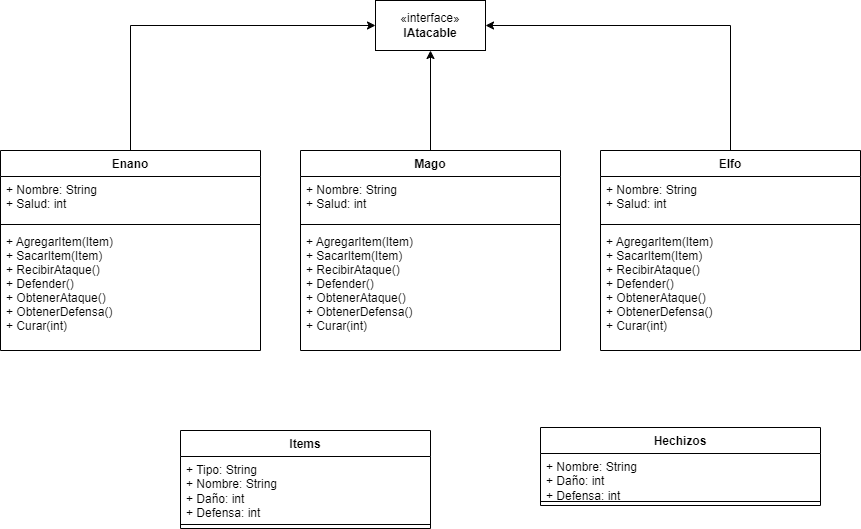 «interface»
IAtacable
Enano
+ Nombre: String
+ Salud: int
+ AgregarItem(Item)
+ SacarItem(Item)
+ RecibirAtaque()
+ Defender()
+ ObtenerAtaque()
+ ObtenerDefensa()
+ Curar(int)
Mago
+ Nombre: String
+ Salud: int
+ AgregarItem(Item)
+ SacarItem(Item)
+ RecibirAtaque()
+ Defender()
+ ObtenerAtaque()
+ ObtenerDefensa()
+ Curar(int)
Elfo
+ Nombre: String
+ Salud: int
+ AgregarItem(Item)
+ SacarItem(Item)
+ RecibirAtaque()
+ Defender()
+ ObtenerAtaque()
+ ObtenerDefensa()
+ Curar(int)
Items
+ Tipo: String
+ Nombre: String
+ Daño: int
+ Defensa: int
Hechizos
+ Nombre: String
+ Daño: int
+ Defensa: int